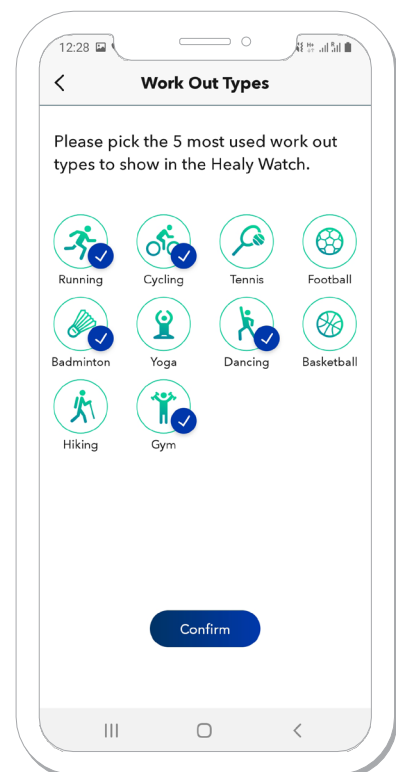 12:28
Work Out Types
Please pick the 5 most used work out
types to show in the Healy Watch.
Running Cycling Tennis Football
Badminton Yoga Dancing Basketball
Hiking Gym
Confirm